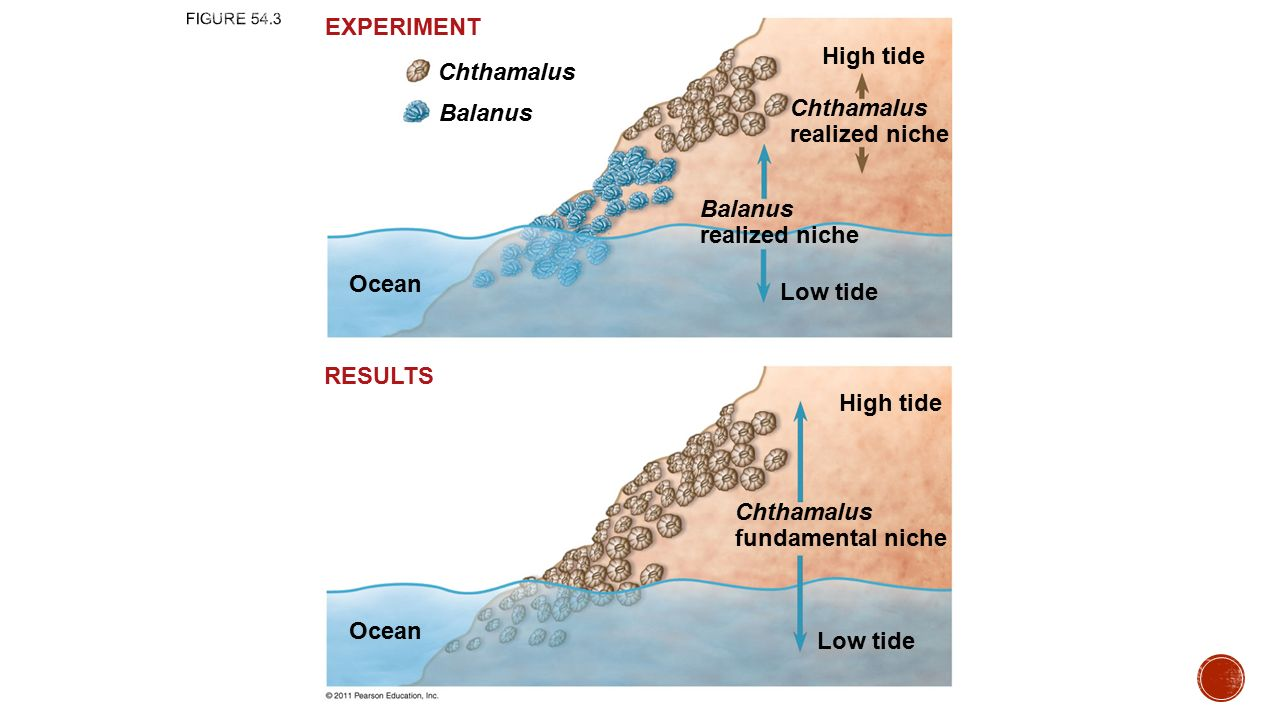 FIGURE 54.3
EXPERIMENT
Chthamalus
Balanus
High tide
Chthamalus
realized niche
Balanus
realized niche
Ocean
Low tide
RESULTS
High tide
Chthamalus
fundamental niche
Ocean
Low tide
© 2011 Pearson Education, Inc.